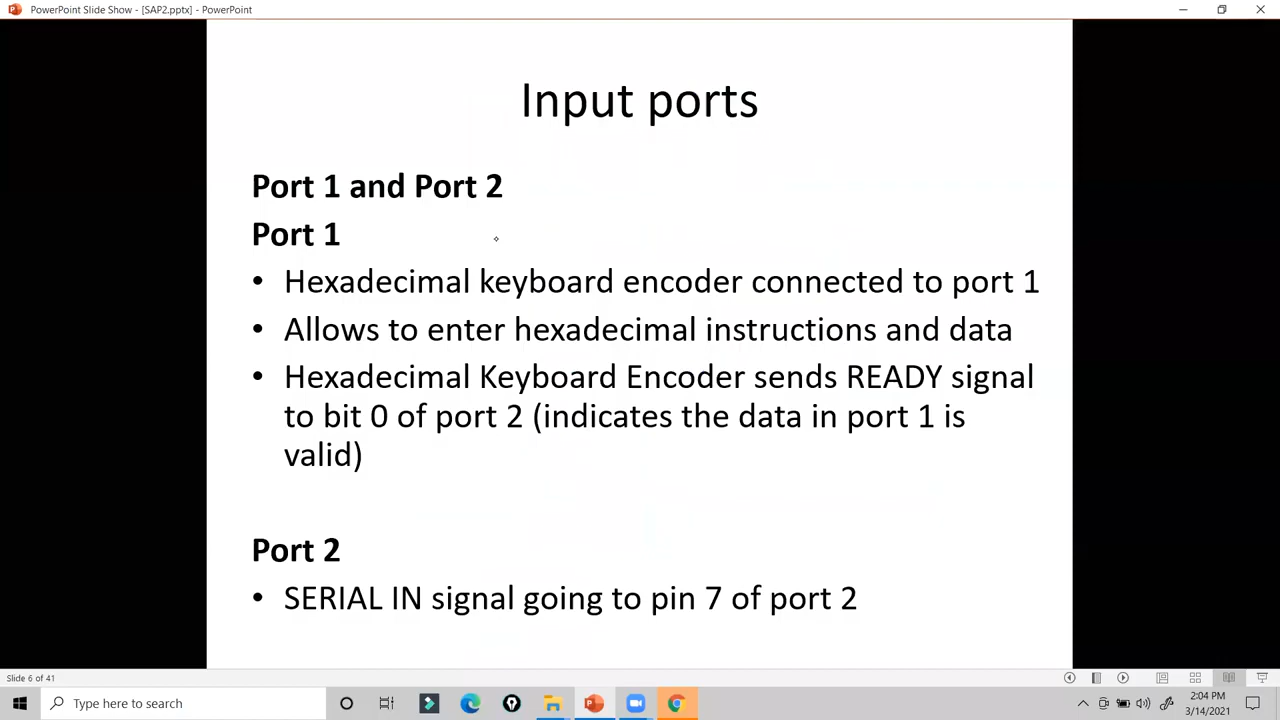 PowerPoint Slide Show - [SAP2.pptx] - PowerPoint
Input ports
Port 1 and Port 2
Port 1
• Hexadecimal keyboard encoder connected to port 1
• Allows to enter hexadecimal instructions and data
• Hexadecimal Keyboard Encoder sends READY signal
to bit 0 of port 2 (indicates the data in port 1 is
valid)
Port 2
• SERIAL IN signal going to pin 7 of port 2
Slide 6 of 41
Type here to search
2:04 PM
3/14/2021